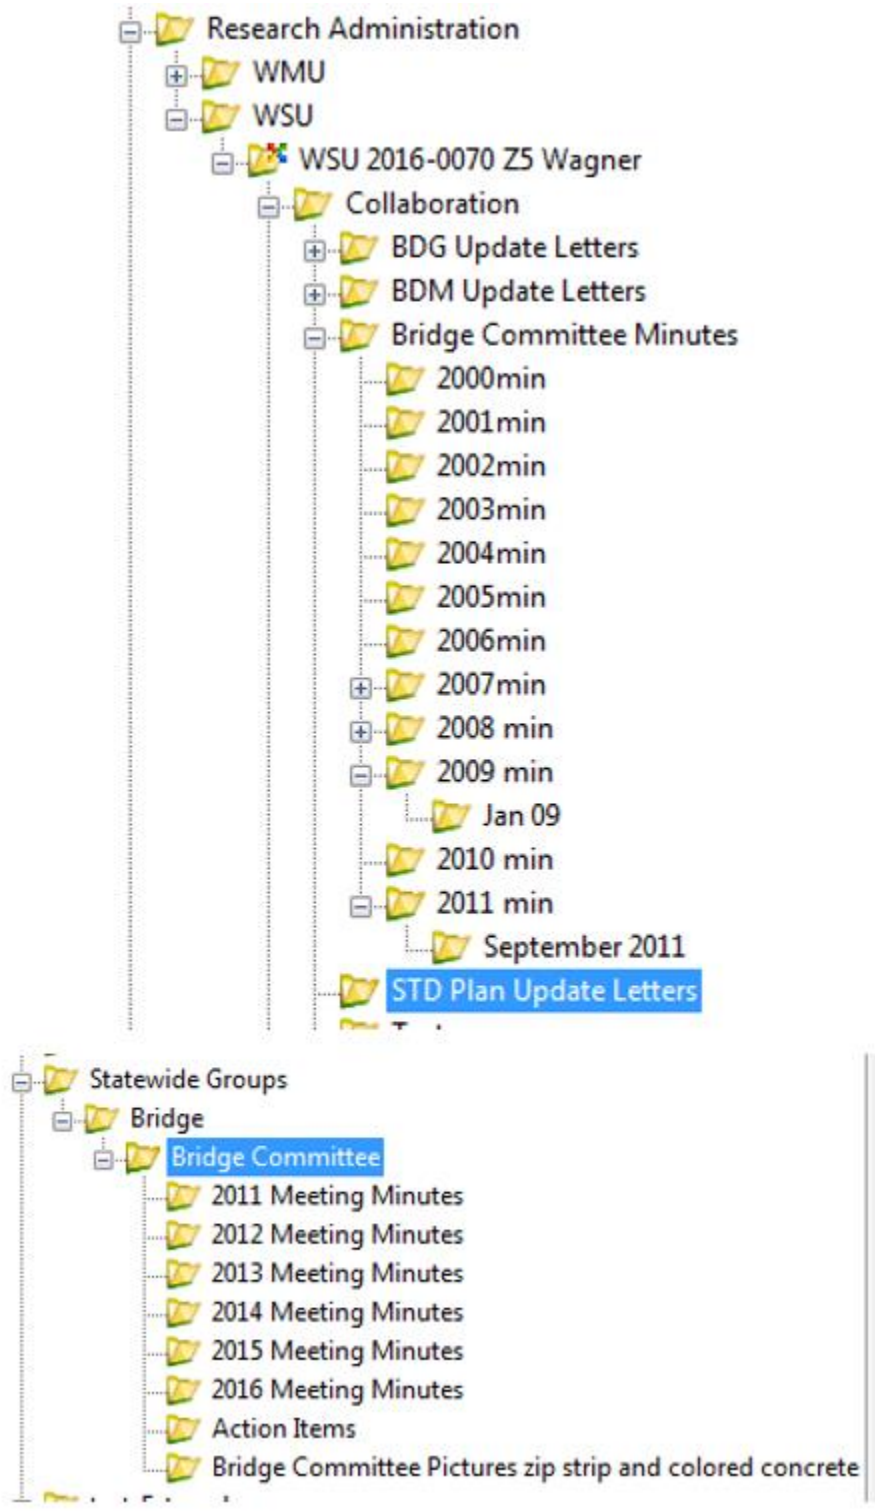 Research Administration
WMU
WSU
WSU 2016-0070 Z5 Wagner
Collaboration
BDG Update Letters
BDM Update Letters
Bridge Committee Minutes
2000min
2001min
2002min
2003min
2004min
2005min
2006min
2007min
2008 min
2009 min
Jan 09
2010 min
2011 min
September 2011
STD Plan Update Letters
Statewide Groups
Bridge
Bridge Committee
2011 Meeting Minutes
2012 Meeting Minutes
2013 Meeting Minutes
2014 Meeting Minutes
2015 Meeting Minutes
2016 Meeting Minutes
Action Items
Bridge Committee Pictures zip strip and colored concrete